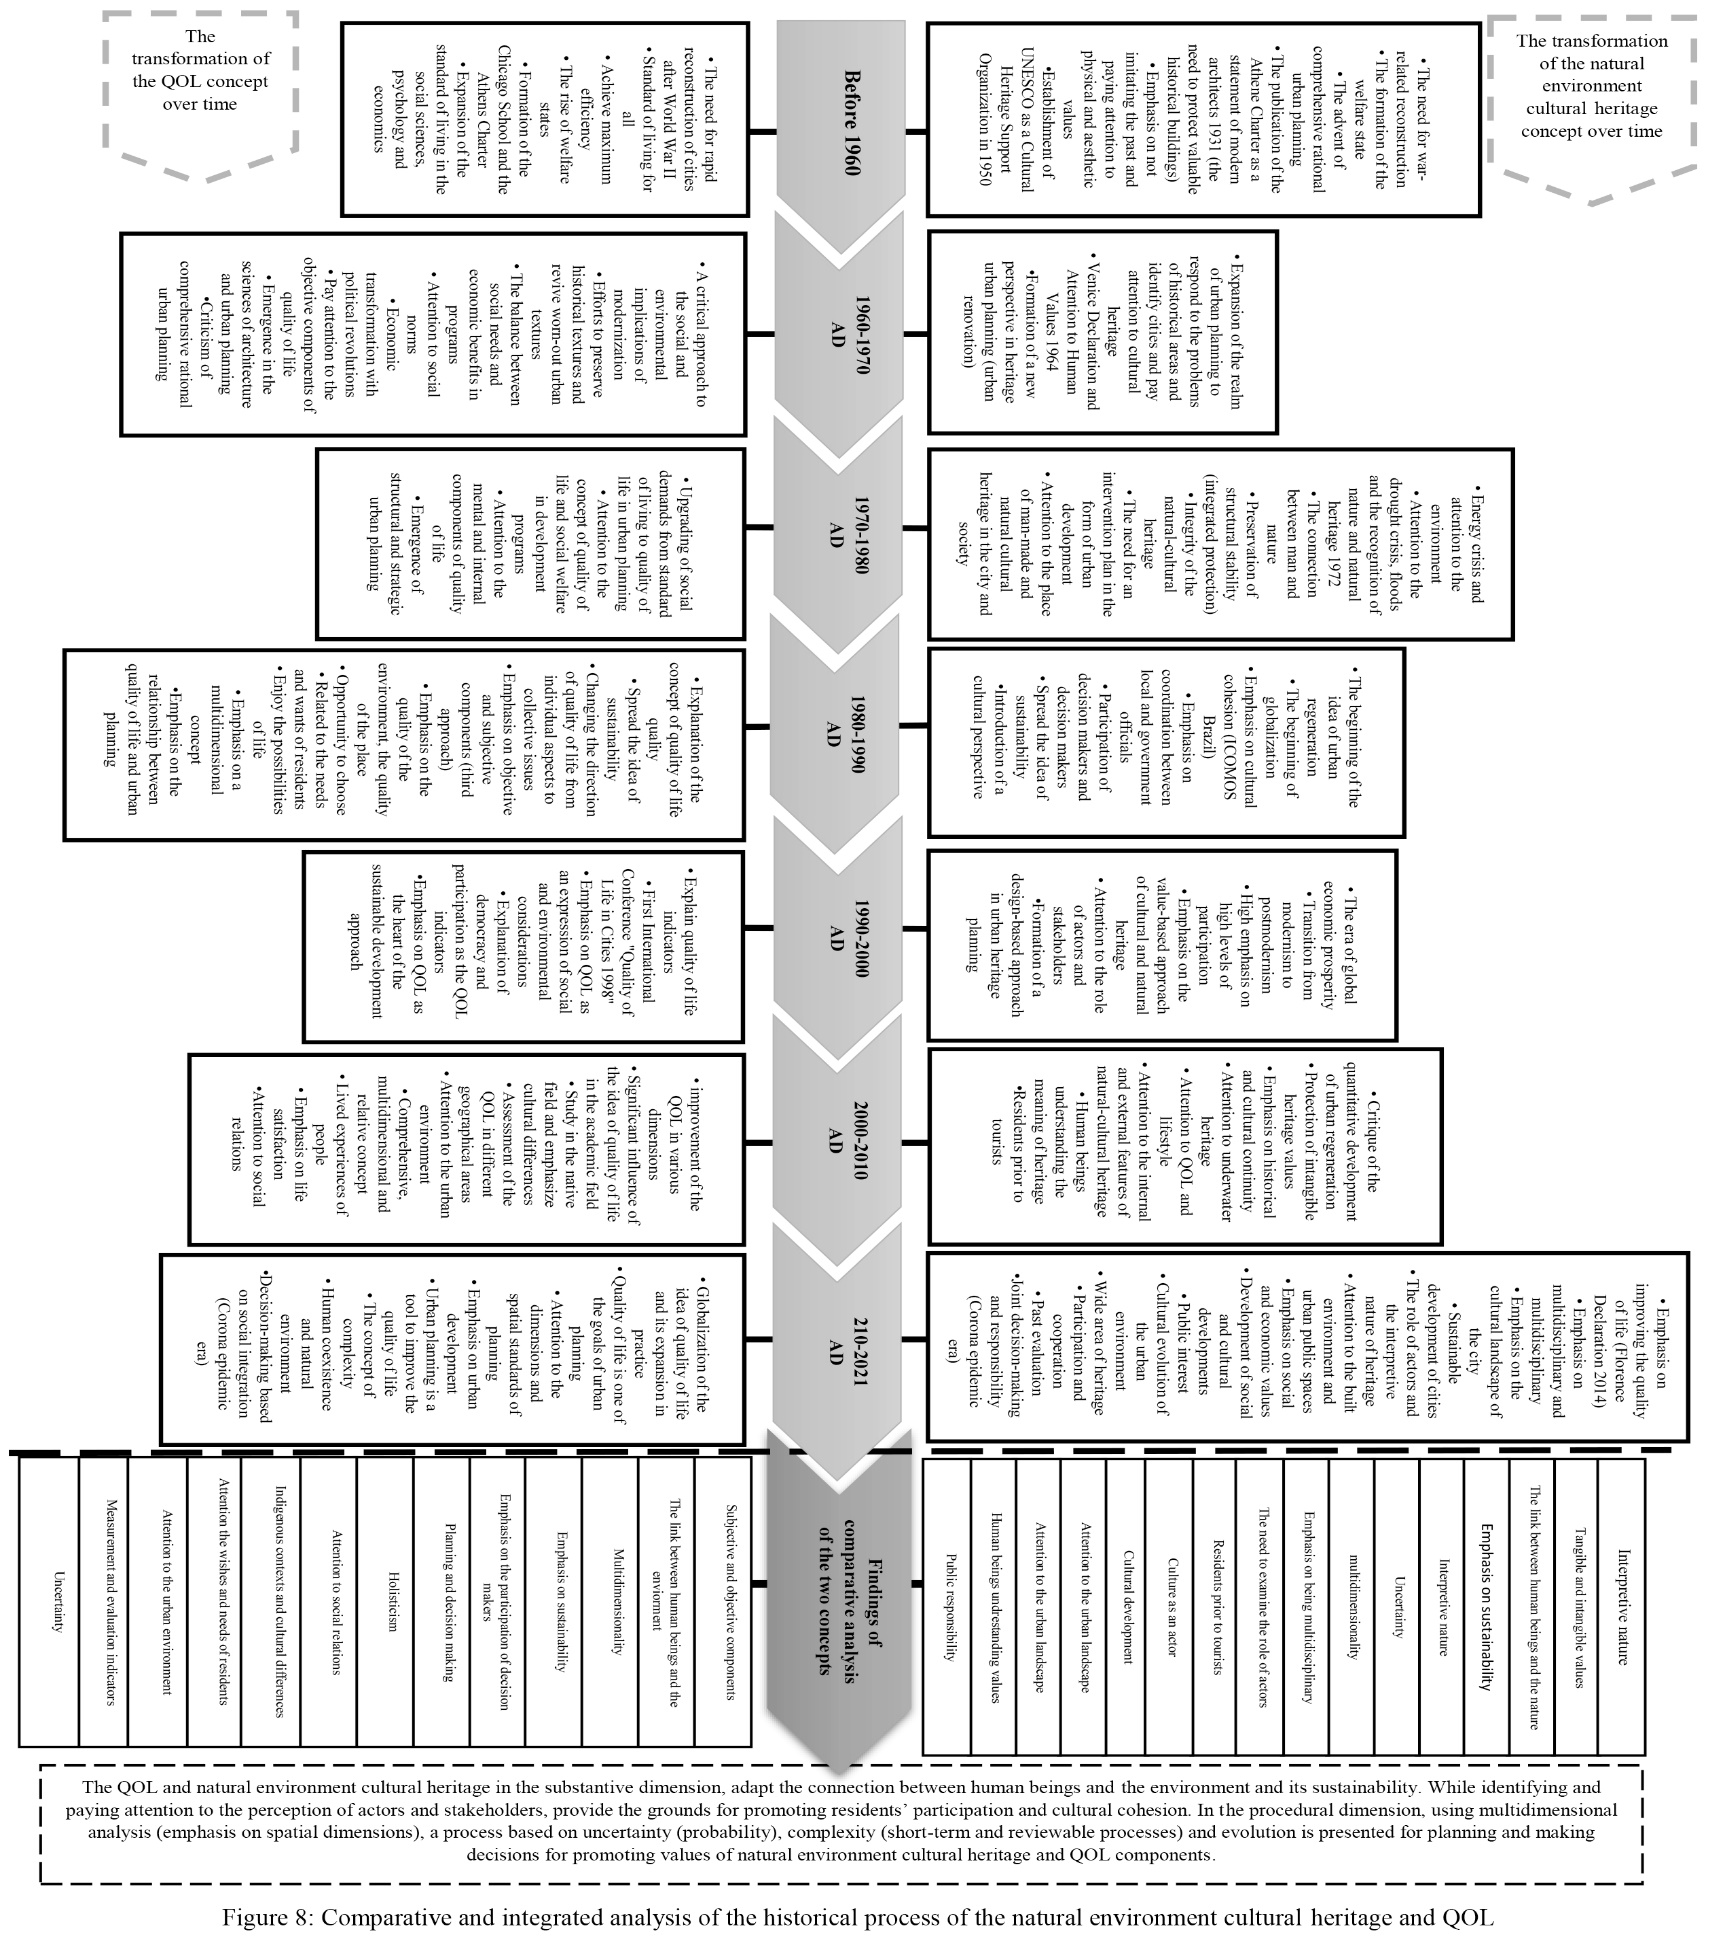 The
transformation of
the QOL concept
over time
The transformation
of the natural
environment
cultural heritage
concept over time
• The need for rapid
reconstruction of cities
after World War II
• Standard of living for
all
• Achieve maximum
efficiency
• The rise of welfare
states
• Formation of the
Chicago School and the
Athens Charter
• Expansion of the
standard of living in the
social sciences,
psychology and
economics
Before 1960
• The need for war-
related reconstruction
• The formation of the
welfare state
• The advent of
comprehensive rational
urban planning
• The publication of the
Athene Charter as a
statement of modern
architects 1931 (the
need to protect valuable
historical buildings)
• Emphasis on not
imitating the past and
paying attention to
physical and aesthetic
values
•Establishment of
UNESCO as a Cultural
Heritage Support
Organization in 1950
• A critical approach to
the social and
environmental
implications of
modernization
• Efforts to preserve
historical textures and
revive worn-out urban
textures
• The balance between
social needs and
economic benefits in
programs
• Attention to social
norms
• Economic
transformation with
political revolutions
• Pay attention to the
objective components of
quality of life
• Emergence in the
sciences of architecture
and urban planning
•Criticism of
comprehensive rational
urban planning
1960-1970
AD
• Expansion of the realm
of urban planning to
respond to the problems
of historical areas and
identify cities and pay
attention to cultural
heritage
• Venice Declaration and
Attention to Human
Values 1964
•Formation of a new
perspective in heritage
urban planning (urban
renovation)
• Upgrading of social
demands from standard
of living to quality of
life in urban planning
• Attention to the
concept of quality of
life and social welfare
in development
programs
• Attention to the
mental and internal
components of quality
of life
• Emergence of
structural and strategic
urban planning
1970-1980
AD
• Energy crisis and
attention to the
environment
• Attention to the
drought crisis, floods
and the recognition of
nature and natural
heritage 1972
• The connection
between man and
nature
• Preservation of
structural stability
(integrated protection)
• Integrity of the
natural-cultural
heritage
• The need for an
intervention plan in the
form of urban
development
• Attention to the place
of man-made and
natural cultural
heritage in the city and
society
• Explanation of the
concept of quality of life
quality
• Spread the idea of
sustainability
• Changing the direction
of quality of life from
individual aspects to
collective issues
• Emphasis on objective
and subjective
components (third
approach)
• Emphasis on the
quality of the
environment, the quality
of the place
• Opportunity to choose
• Related to the needs
and wants of residents
• Enjoy the possibilities
of life
• Emphasis on a
multidimensional
concept
•Emphasis on the
relationship between
quality of life and urban
planning
1980-1990
AD
• The beginning of the
idea of urban
regeneration
• The beginning of
globalization
• Emphasis on cultural
cohesion (ICOMOS
Brazil)
• Emphasis on
coordination between
local and government
officials
• Participation of
decision makers and
decision makers
• Spread the idea of
sustainability
•Introduction of a
cultural perspective
• Explain quality of life
indicators
• First International
Conference "Quality of
Life in Cities 1998"
• Emphasis on QOL as
an expression of social
and environmental
considerations
• Explanation of
democracy and
participation as the QOL
indicators
•Emphasis on QOL as
the heart of the
sustainable development
approach
1990-2000
AD
• The era of global
economic prosperity
• Transition from
modernism to
postmodernism
• High emphasis on
high levels of
participation
• Emphasis on the
value-based approach
of cultural and natural
heritage
• Attention to the role
of actors and
stakeholders
•Formation of a
design-based approach
in urban heritage
planning
• improvement of the
QOL in various
dimensions
• Significant influence of
the idea of quality of life
in the academic field
• Study in the native
field and emphasize
cultural differences
• Assessment of the
QOL in different
geographical areas
• Attention to the urban
environment
• Comprehensive,
multidimensional and
relative concept
• Lived experiences of
people
• Emphasis on life
satisfaction
•Attention to social
relations
2000-2010
AD
• Critique of the
quantitative development
of urban regeneration
• Protection of intangible
heritage values
• Emphasis on historical
and cultural continuity
• Attention to underwater
heritage
• Attention to QOL and
lifestyle
• Attention to the internal
and external features of
natural-cultural heritage
• Human beings
understanding the
meaning of heritage
•Residents prior to
tourists
• Globalization of the
idea of quality of life
and its expansion in
practice
• Quality of life is one of
the goals of urban
planning
• Attention to the
dimensions and
spatial standards of
planning
• Emphasis on urban
development
• Urban planning is a
tool to improve the
quality of life
• The concept of
complexity
• Human coexistence
and natural
environment
•Decision-making based
on social integration
(Corona epidemic
era)
210-2021
AD
• Emphasis on
improving the quality
of life (Florence
Declaration 2014)
• Emphasis on
multidisciplinary and
multidisciplinary
• Emphasis on the
cultural landscape of
the city
• Sustainable
development of cities
• The role of actors and
the interpretive
nature of heritage
• Attention to the built
environment and
urban public spaces
• Emphasis on social
and economic values
• Development of social
and cultural
developments
• Public interest
• Cultural evolution of
the urban
environment
• Wide area of heritage
• Participation and
cooperation
• Past evaluation
•Joint decision-making
and responsibility
(Corona epidemic
era)
Subjective and objective components
The link between human beings and the
enviorment
Multidimensionality
Emphasis on sustainability
Emphasis on the participation of decision
makers
Planning and decision making
Holisticism
Attention to social relations
Indigenous contexts and cultural differences
Attention the wishes and needs of residents
Attention to the urban environment
Measurement and evaluation indicators
Uncertainty
Findings of
comparative analysis
of the two concepts
Interpretive nature
Tangible and intangible values
The link between human beings and the nature
Emphasis on sustainability
Interpretive nature
Uncertainty
multidimensionality
Emphasis on being multidisciplinary
The need to examine the role of actors
Residents prior to tourists
Culture as an actor
Cultural development
Attention to the urban landscape
Attention to the urban landscape
Human beings undrestanding values
Public responsibility
The QOL and natural environment cultural heritage in the substantive dimension, adapt the connection between human beings and the environment and its sustainability. While identifying and
paying attention to the perception of actors and stakeholders, provide the grounds for promoting residents’ participation and cultural cohesion. In the procedural dimension, using multidimensional
analysis (emphasis on spatial dimensions), a process based on uncertainty (probability), complexity (short-term and reviewable processes) and evolution is presented for planning and making
decisions for promoting values of natural environment cultural heritage and QOL components.
Figure 8: Comparative and integrated analysis of the historical process of the natural environment cultural heritage and QOL